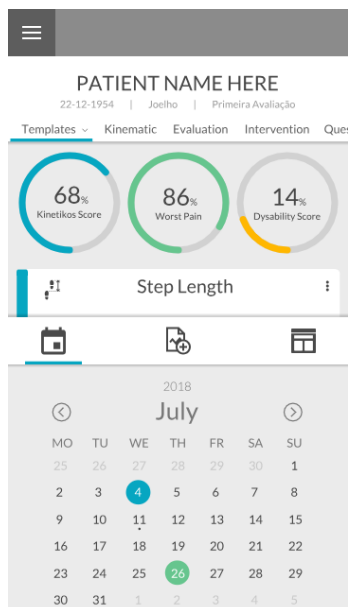 PATIENT NAME HERE
22-12-1954 | Joelho | Primeira Avaliação
Templates Kinematic Evaluation Intervention Ques
68% 86% 14%
Kinetikos Score Worst Pain Dysability Score
Step Length
2018
July
MO TU WE TH FR SA SU
25 26 27 28 29 30 1
2 3 4 5 6 7 8
9 10 11 12 13 14 15
16 17 18 19 20 21 22
23 24 25 26 27 28 29
30 31 1 2 3 4 5